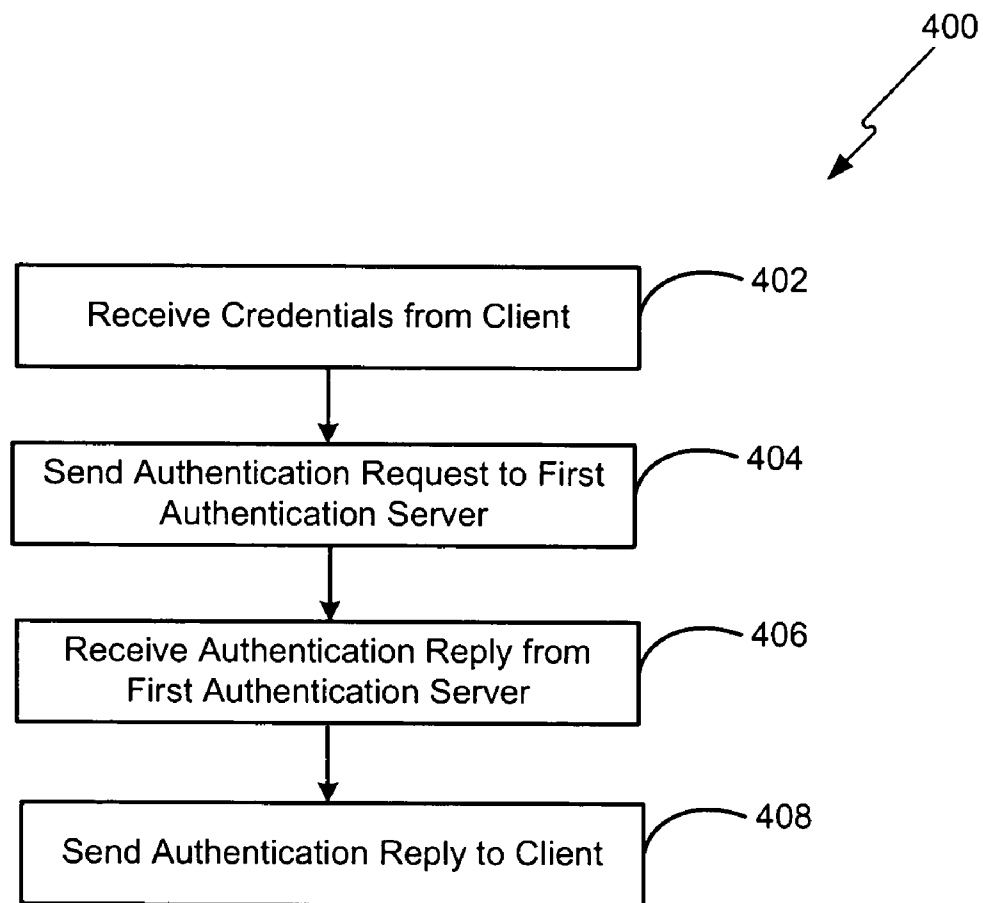 400
Receive Credentials from Client
402
Send Authentication Request to First
Authentication Server
404
Receive Authentication Reply from
First Authentication Server
406
Send Authentication Reply to Client
408